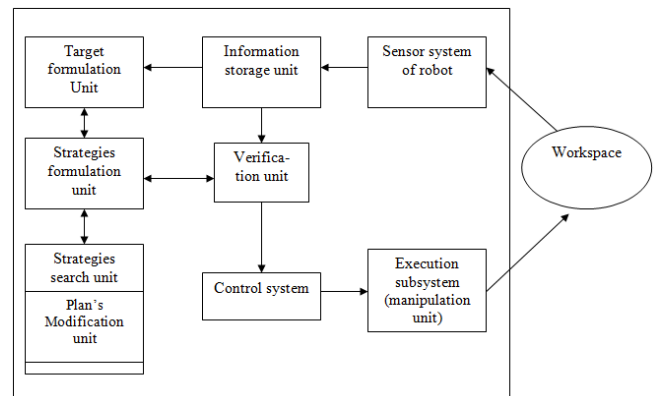 Target
formulation
Unit
Information
storage unit
Sensor system
of robot
Strategies
formulation
unit
Verifica-
tion unit
Workspace
Strategies
search unit
Plan's
Modification
unit
Control system
Execution
subsystem
(manipulation
unit)